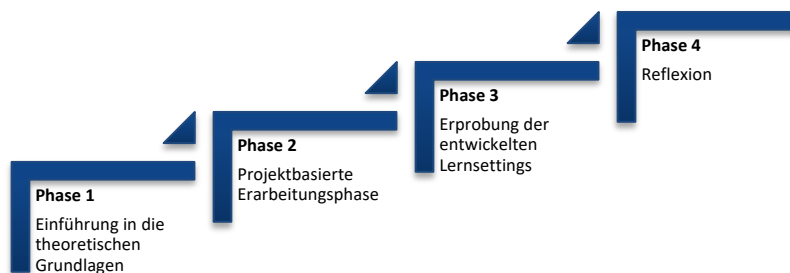 Phase 1
Einführung in die
theoretischen
Grundlagen
Phase 2
Projektbasierte
Erarbeitungsphase
Phase 3
Erprobung der
entwickelten
Lernsettings
Phase 4
Reflexion